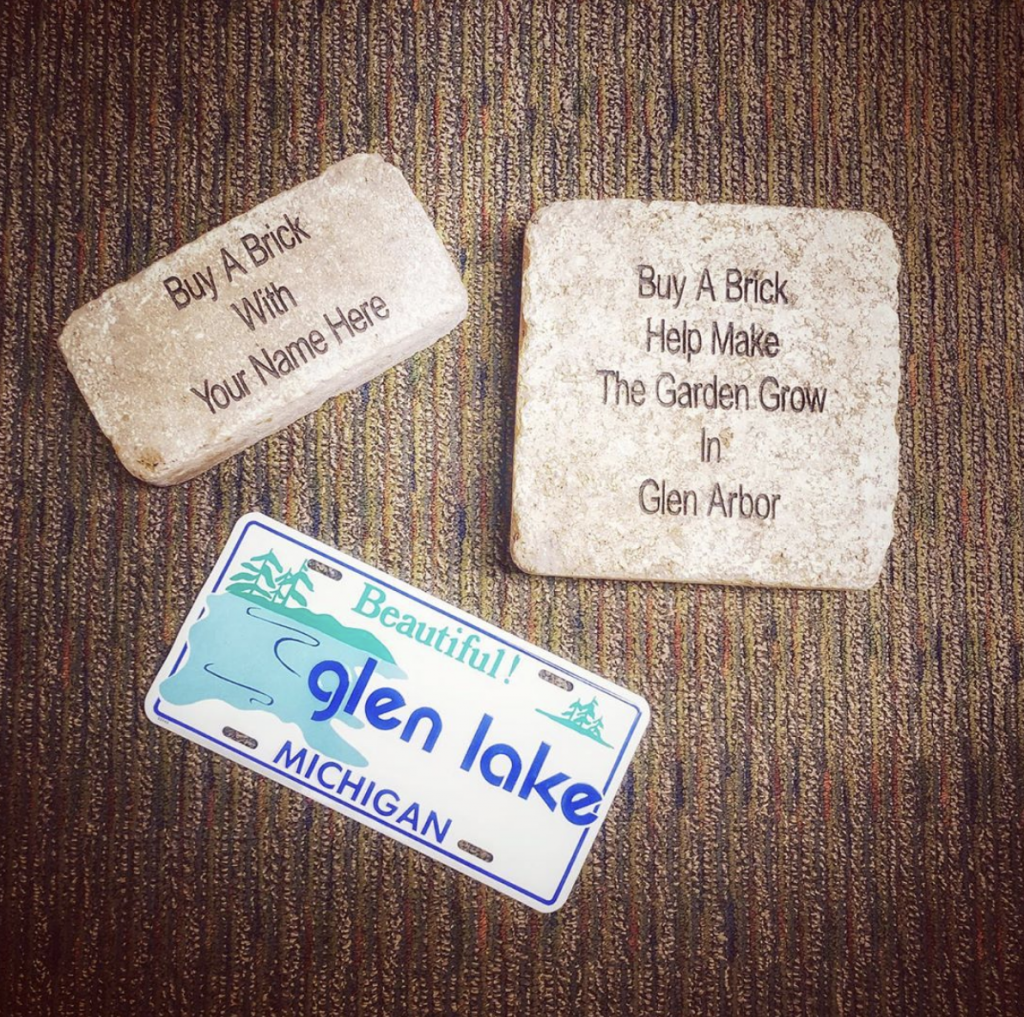 Buy A Brick
With
Your Name Here
Buy A Brick
Help Make
The Garden Grow
In
Glen Arbor
Beautiful!
glen lake
MICHIGAN